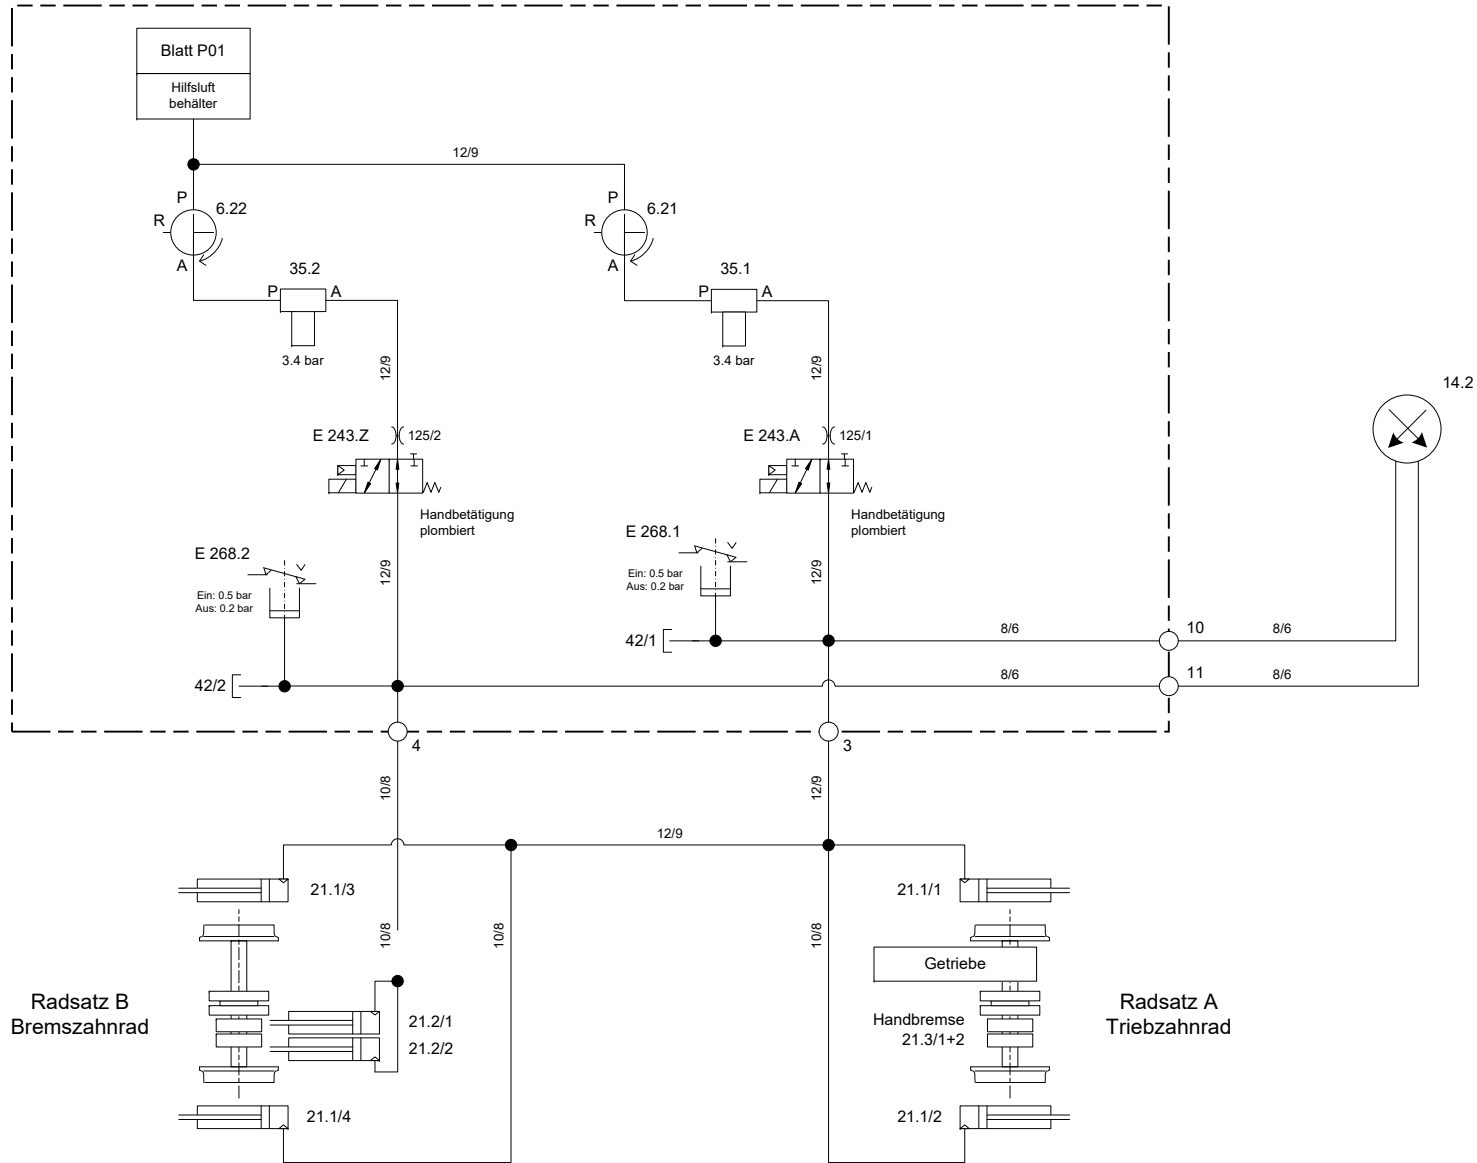 Blatt P01
Hilfsluft
behälter
12/9
P
R
6.22
A
P
R
6.21
A
35.2
P
A
3.4 bar
35.1
P
A
3.4 bar
12/9
12/9
14.2
E 243.Z
125/2
E 243.A
125/1
Handbetätigung
plombiert
Handbetätigung
plombiert
E 268.2
Ein: 0.5 bar
Aus: 0.2 bar
12/9
E 268.1
Ein: 0.5 bar
Aus: 0.2 bar
12/9
42/1
8/6
10
8/6
42/2
8/6
11
8/6
4
3
10/8
12/9
12/9
21.1/3
21.1/1
10/8
10/8
10/8
Getriebe
Radsatz B
Bremszahnrad
21.2/1
21.2/2
Handbremse
21.3/1+2
Radsatz A
Triebzahnrad
21.1/4
21.1/2